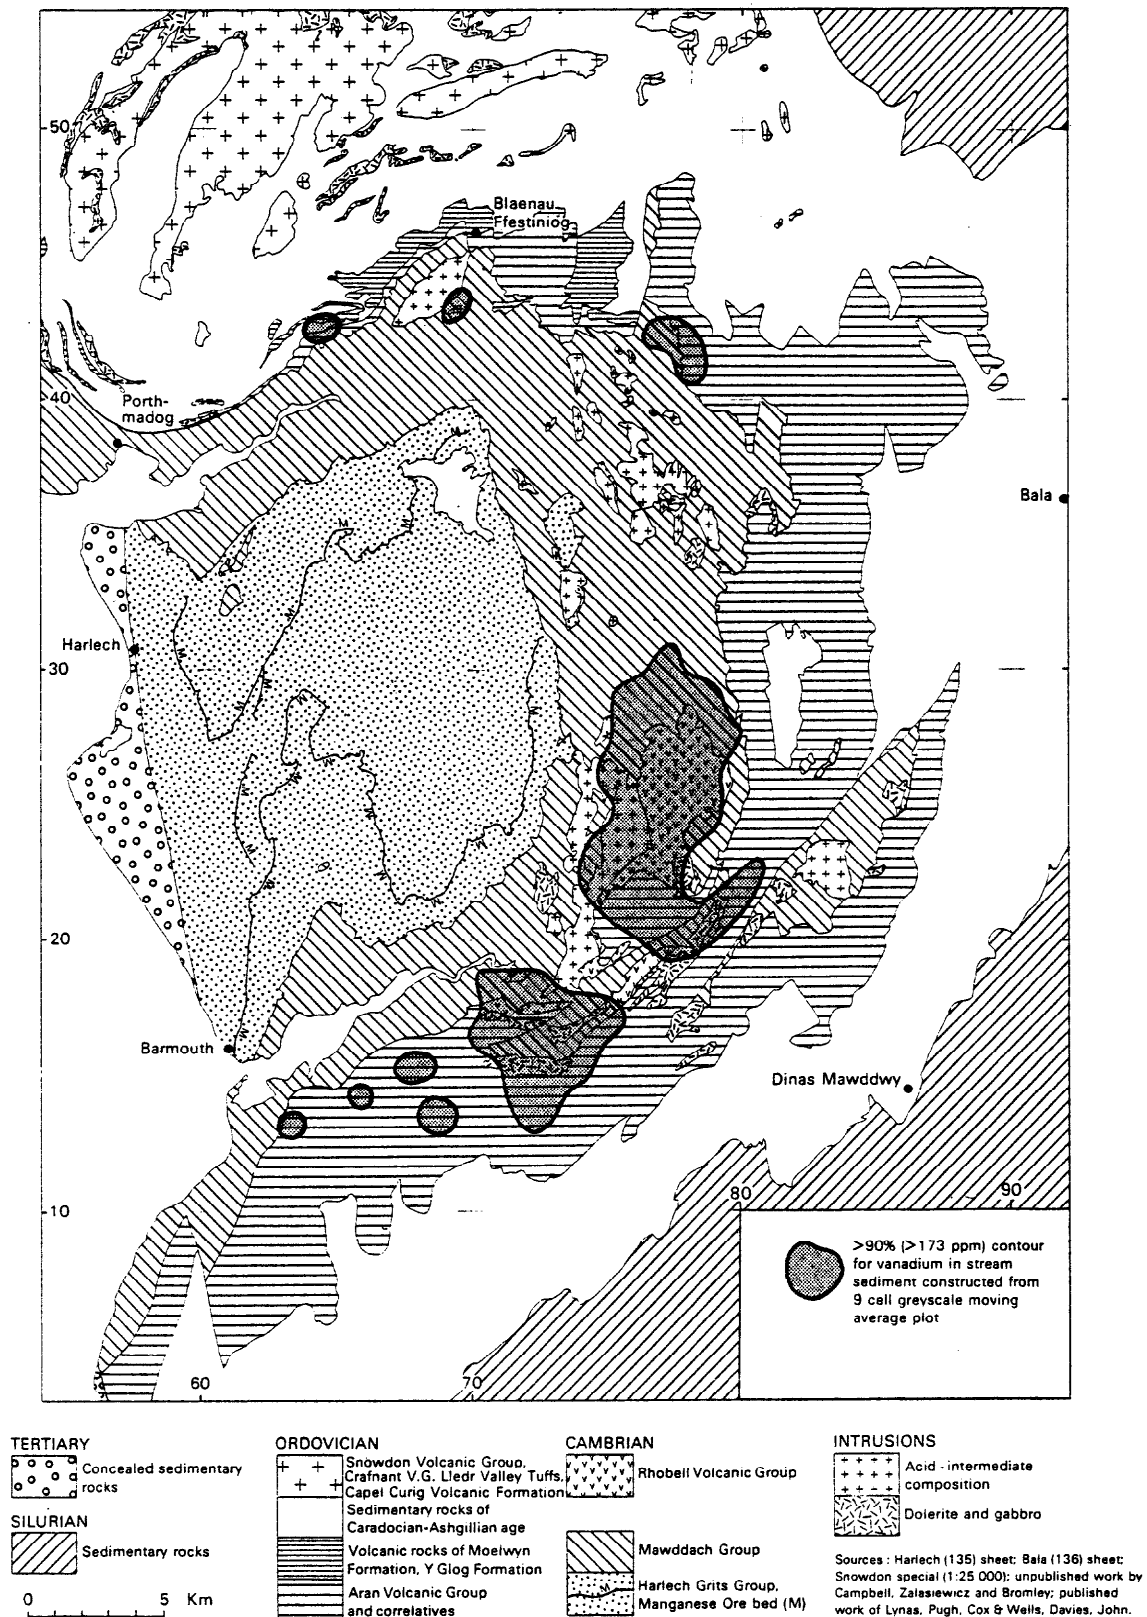 50
Blaenau
Ffestiniog
40
Porth-
madog
Bala
Harlech
30
20
Barmouth
Dinas Mawddwy
10
80
90
>90% (>173 ppm) contour
for vanadium in stream
sediment constructed from
9 cell greyscale moving
average plot
60
70
TERTIARY
Concealed sedimentary
rocks
SILURIAN
Sedimentary rocks
0 5 Km
ORDOVICIAN
Snowdon Volcanic Group,
Crafnant V.G. Lledr Valley Tuffs,
Capel Curig Volcanic Formation
Sedimentary rocks of
Caradocian-Ashgillian age
Volcanic rocks of Moelwyn
Formation, Y Glog Formation
Aran Volcanic Group
and correlatives
CAMBRIAN
Rhobell Volcanic Group
Mawddach Group
M
Harlech Grits Group,
Manganese Ore bed (M)
INTRUSIONS
Acid - intermediate
composition
Dolerite and gabbro
Sources : Harlech (135) sheet; Bala (136) sheet;
Snowdon special (1:25 000): unpublished work by
Campbell, Zalasiewicz and Bromley; published
work of Lynas, Pugh, Cox & Wells, Davies, John.